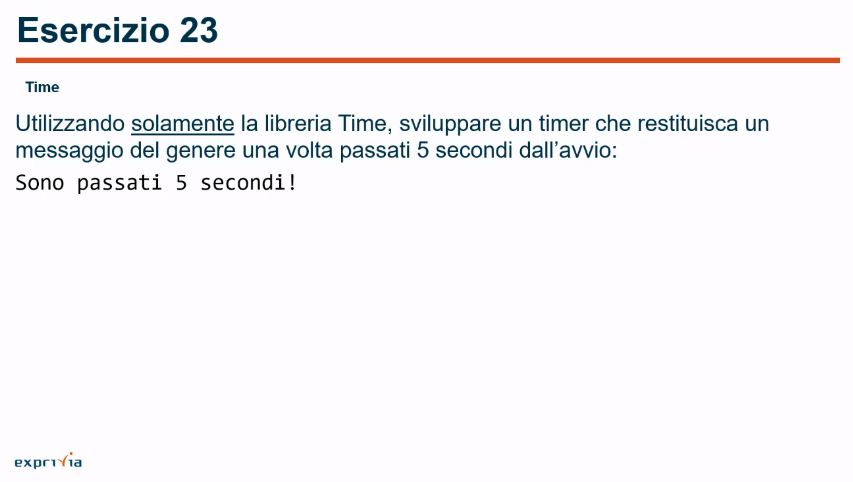 Esercizio 23
Time
Utilizzando solamente la libreria Time, sviluppare un timer che restituisca un
messaggio del genere una volta passati 5 secondi dall’avvio:
Sono passati 5 secondi!
exprivia